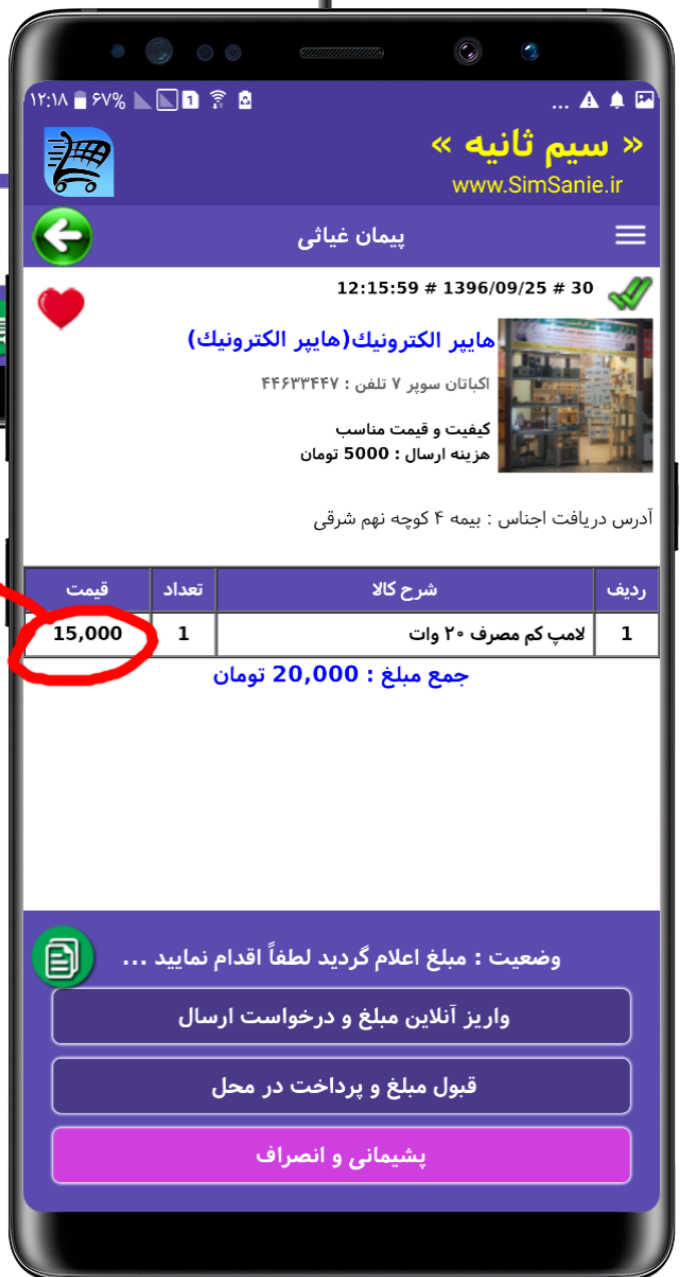 ۱۲:۱۸ ۶۷% 1 ...
« سیم ثانیه »
www.SimSanie.ir
پیمان غیاثی
30 # 1396/09/25 # 12:15:59
هایپر الکترونیك(هایپر الکترونیك)
اکباتان سوپر ۷ تلفن : ۴۴۶۳۳۴۴۷
کیفیت و قیمت مناسب
هزینه ارسال : 5000 تومان
آدرس دریافت اجناس : بیمه ۴ کوچه نهم شرقی
ردیف شرح کالا تعداد قیمت
1 لامپ کم مصرف ۲۰ وات 1 15,000
جمع مبلغ : 20,000 تومان
وضعیت : مبلغ اعلام گردید لطفاً اقدام نمایید ...
واریز آنلاین مبلغ و درخواست ارسال
قبول مبلغ و پرداخت در محل
پشیمانی و انصراف